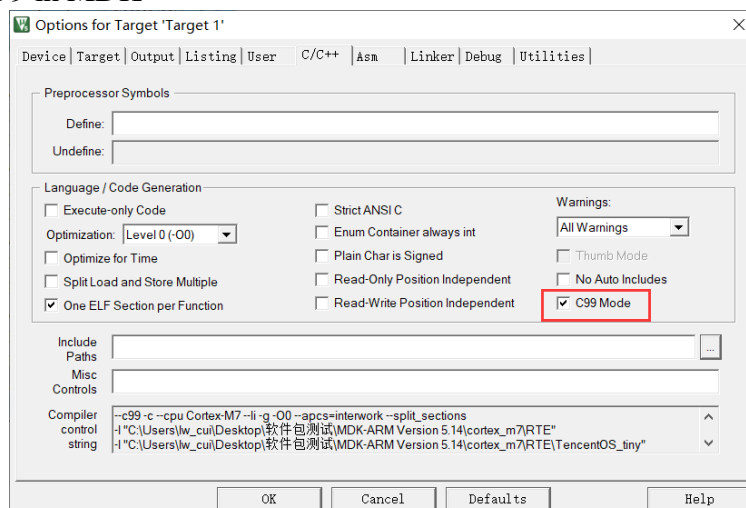 Options for Target 'Target 1'
Device Target Output Listing User C/C++ Asm Linker Debug Utilities
Preprocessor Symbols
Define:
Undefine:
Language / Code Generation
Execute-only Code
Optimization: Level 0 (-O0)
Optimize for Time
Split Load and Store Multiple
One ELF Section per Function
Strict ANSI C
Enum Container always int
Plain Char is Signed
Read-Only Position Independent
Read-Write Position Independent
Warnings:
All Warnings
Thumb Mode
No Auto Includes
C99 Mode
Include
Paths
...
Misc
Controls
Compiler
control
string
--c99 -c --cpu Cortex-M7 --li -g -O0 --apcs=interwork --split_sections
-I "C:\Users\lw_cui\Desktop\软件包测试\MDK-ARM Version 5.14\cortex_m7\RTE"
-I "C:\Users\lw_cui\Desktop\软件包测试\MDK-ARM Version 5.14\cortex_m7\RTE\TencentOS_tiny"
OK Cancel Defaults Help